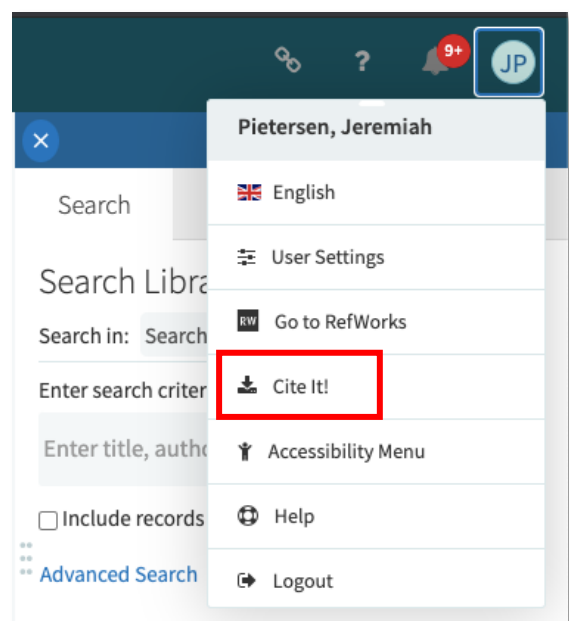 ?
9+
JP
Pietersen, Jeremiah
English
Search
User Settings
Search Libra
RW Go to RefWorks
Search in: Search
Cite It!
Enter search criter
Enter title, autho
Accessibility Menu
Include records
Help
Advanced Search
Logout